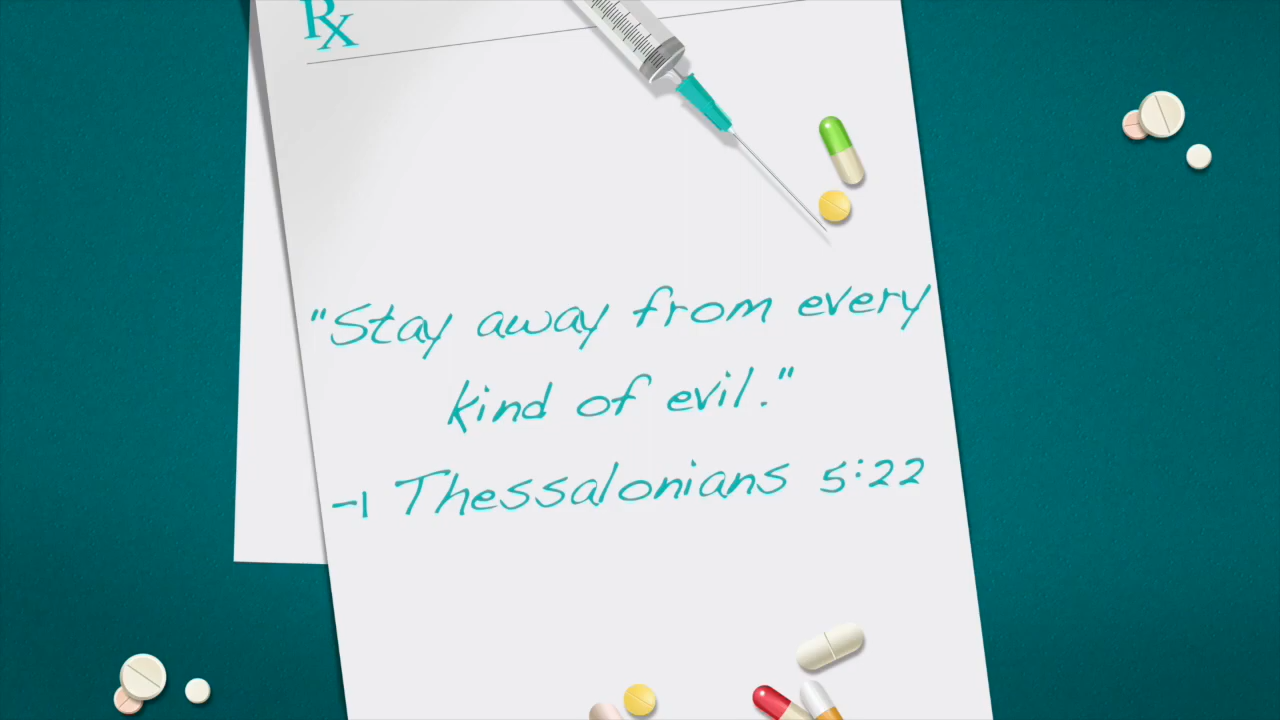 Rx
"Stay away from every
kind of evil."
-1 Thessalonians 5:22